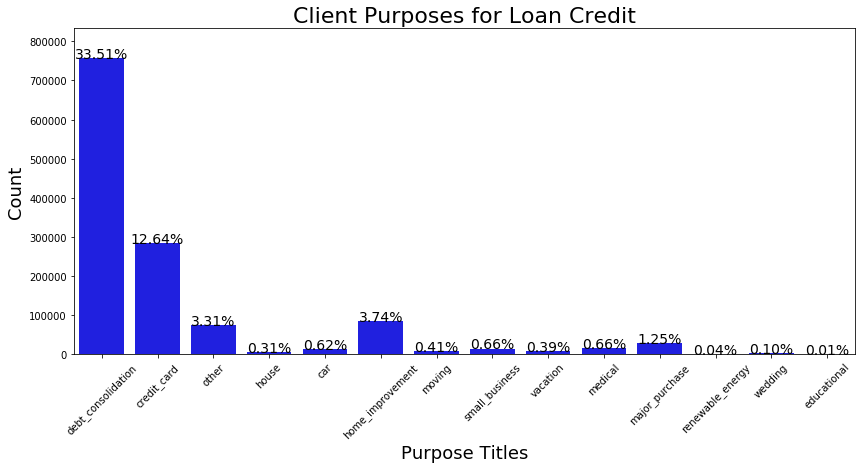 Client Purposes for Loan Credit
800000
700000
600000
500000
400000
300000
200000
100000
0
Count
33.51%
12.64%
3.31%
0.31%
0.62%
3.74%
0.41%
0.66%
0.39%
0.66%
1.25%
0.04%
0.10%
0.01%
debt_consolidation
credit_card
other
house
car
home_improvement
moving
small_business
vacation
medical
major_purchase
renewable_energy
wedding
educational
Purpose Titles